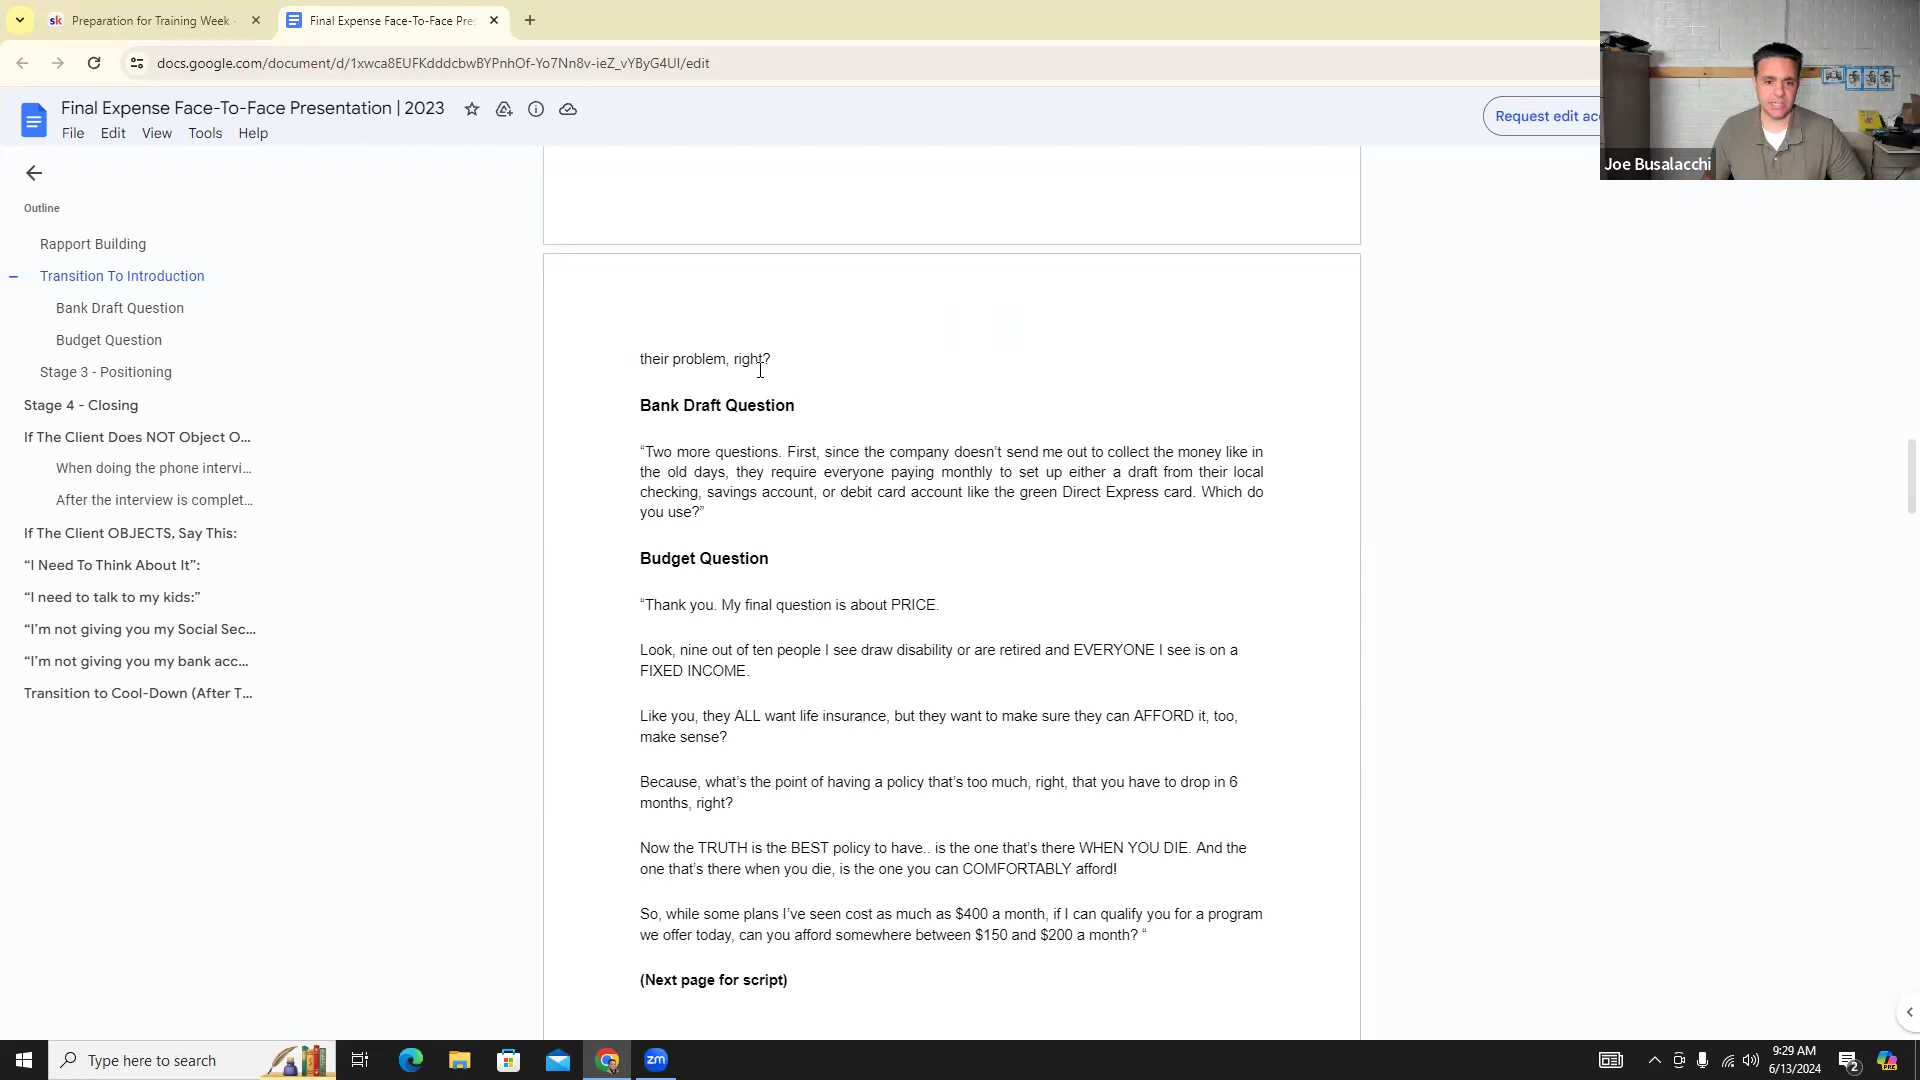 sk Preparation for Training Week
Final Expense Face-To-Face Pre
docs.google.com/document/d/1xwca8EUFKdddcbwBYPnhOf-Yo7Nn8v-ieZ_vYByG4UI/edit
Final Expense Face-To-Face Presentation | 2023
File Edit View Tools Help
Request edit acc
Joe Busalacchi
Outline
Rapport Building
Transition To Introduction
Bank Draft Question
Budget Question
Stage 3 - Positioning
Stage 4 - Closing
If The Client Does NOT Object O...
When doing the phone intervi...
After the interview is complet...
If The Client OBJECTS, Say This:
“I Need To Think About It”:
“I need to talk to my kids:”
“I’m not giving you my Social Sec...
“I’m not giving you my bank acc...
Transition to Cool-Down (After T...
their problem, right?
Bank Draft Question
“Two more questions. First, since the company doesn’t send me out to collect the money like in
the old days, they require everyone paying monthly to set up either a draft from their local
checking, savings account, or debit card account like the green Direct Express card. Which do
you use?”
Budget Question
“Thank you. My final question is about PRICE.
Look, nine out of ten people I see draw disability or are retired and EVERYONE I see is on a
FIXED INCOME.
Like you, they ALL want life insurance, but they want to make sure they can AFFORD it, too,
make sense?
Because, what’s the point of having a policy that’s too much, right, that you have to drop in 6
months, right?
Now the TRUTH is the BEST policy to have.. is the one that’s there WHEN YOU DIE. And the
one that’s there when you die, is the one you can COMFORTABLY afford!
So, while some plans I’ve seen cost as much as $400 a month, if I can qualify you for a program
we offer today, can you afford somewhere between $150 and $200 a month? “
(Next page for script)
Type here to search
zm
9:29 AM
6/13/2024
2
PRE